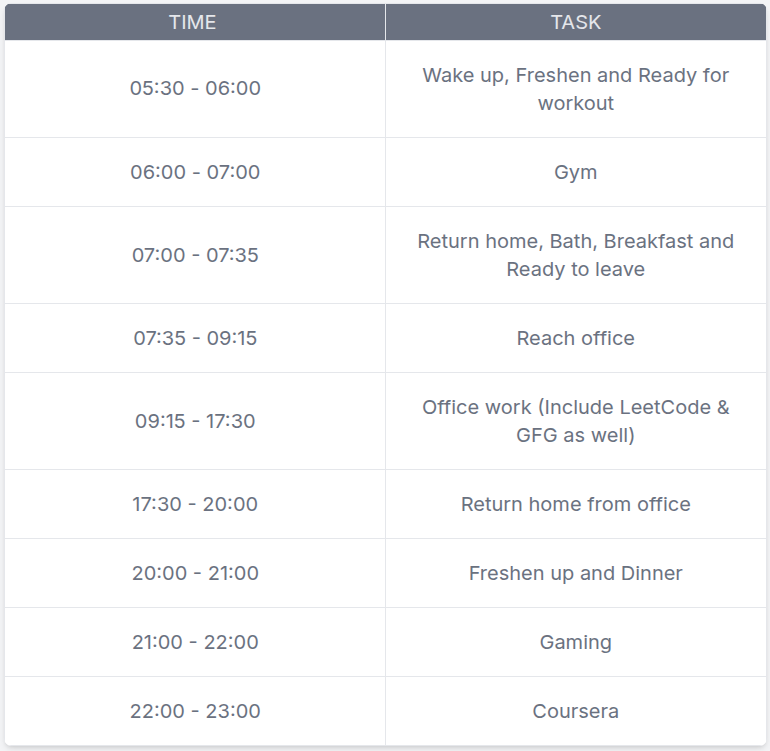 TIME TASK
05:30 - 06:00 Wake up, Freshen and Ready for
workout
06:00 - 07:00 Gym
07:00 - 07:35 Return home, Bath, Breakfast and
Ready to leave
07:35 - 09:15 Reach office
09:15 - 17:30 Office work (Include LeetCode &
GFG as well)
17:30 - 20:00 Return home from office
20:00 - 21:00 Freshen up and Dinner
21:00 - 22:00 Gaming
22:00 - 23:00 Coursera